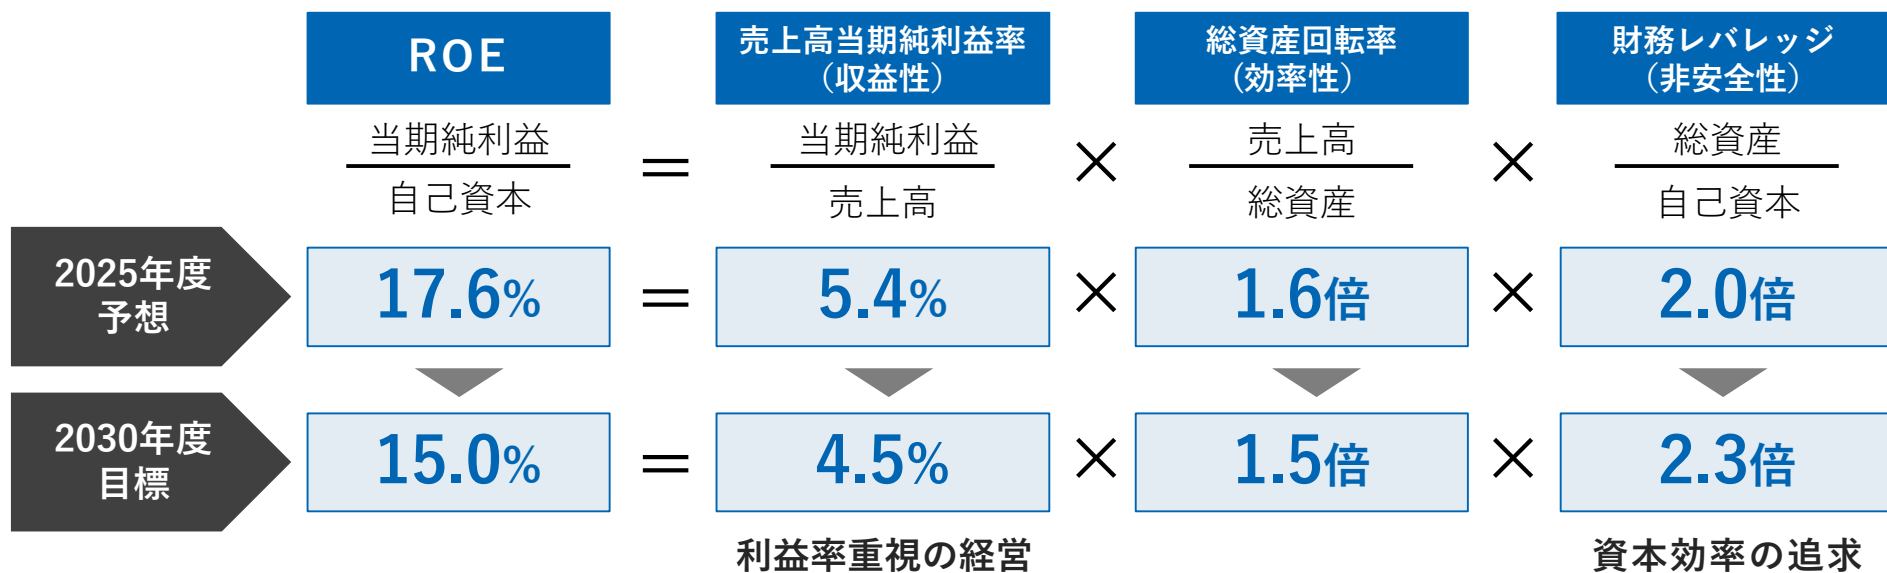 ROE
売上高当期純利益率
（収益性）
総資産回転率
（効率性）
財務レバレッジ
（非安全性）
当期純利益
自己資本
=
当期純利益
売上高
×
売上高
総資産
×
総資産
自己資本
2025年度
予想
17.6%
=
5.4%
×
1.6倍
×
2.0倍
2030年度
目標
15.0%
=
4.5%
×
1.5倍
×
2.3倍
利益率重視の経営
資本効率の追求